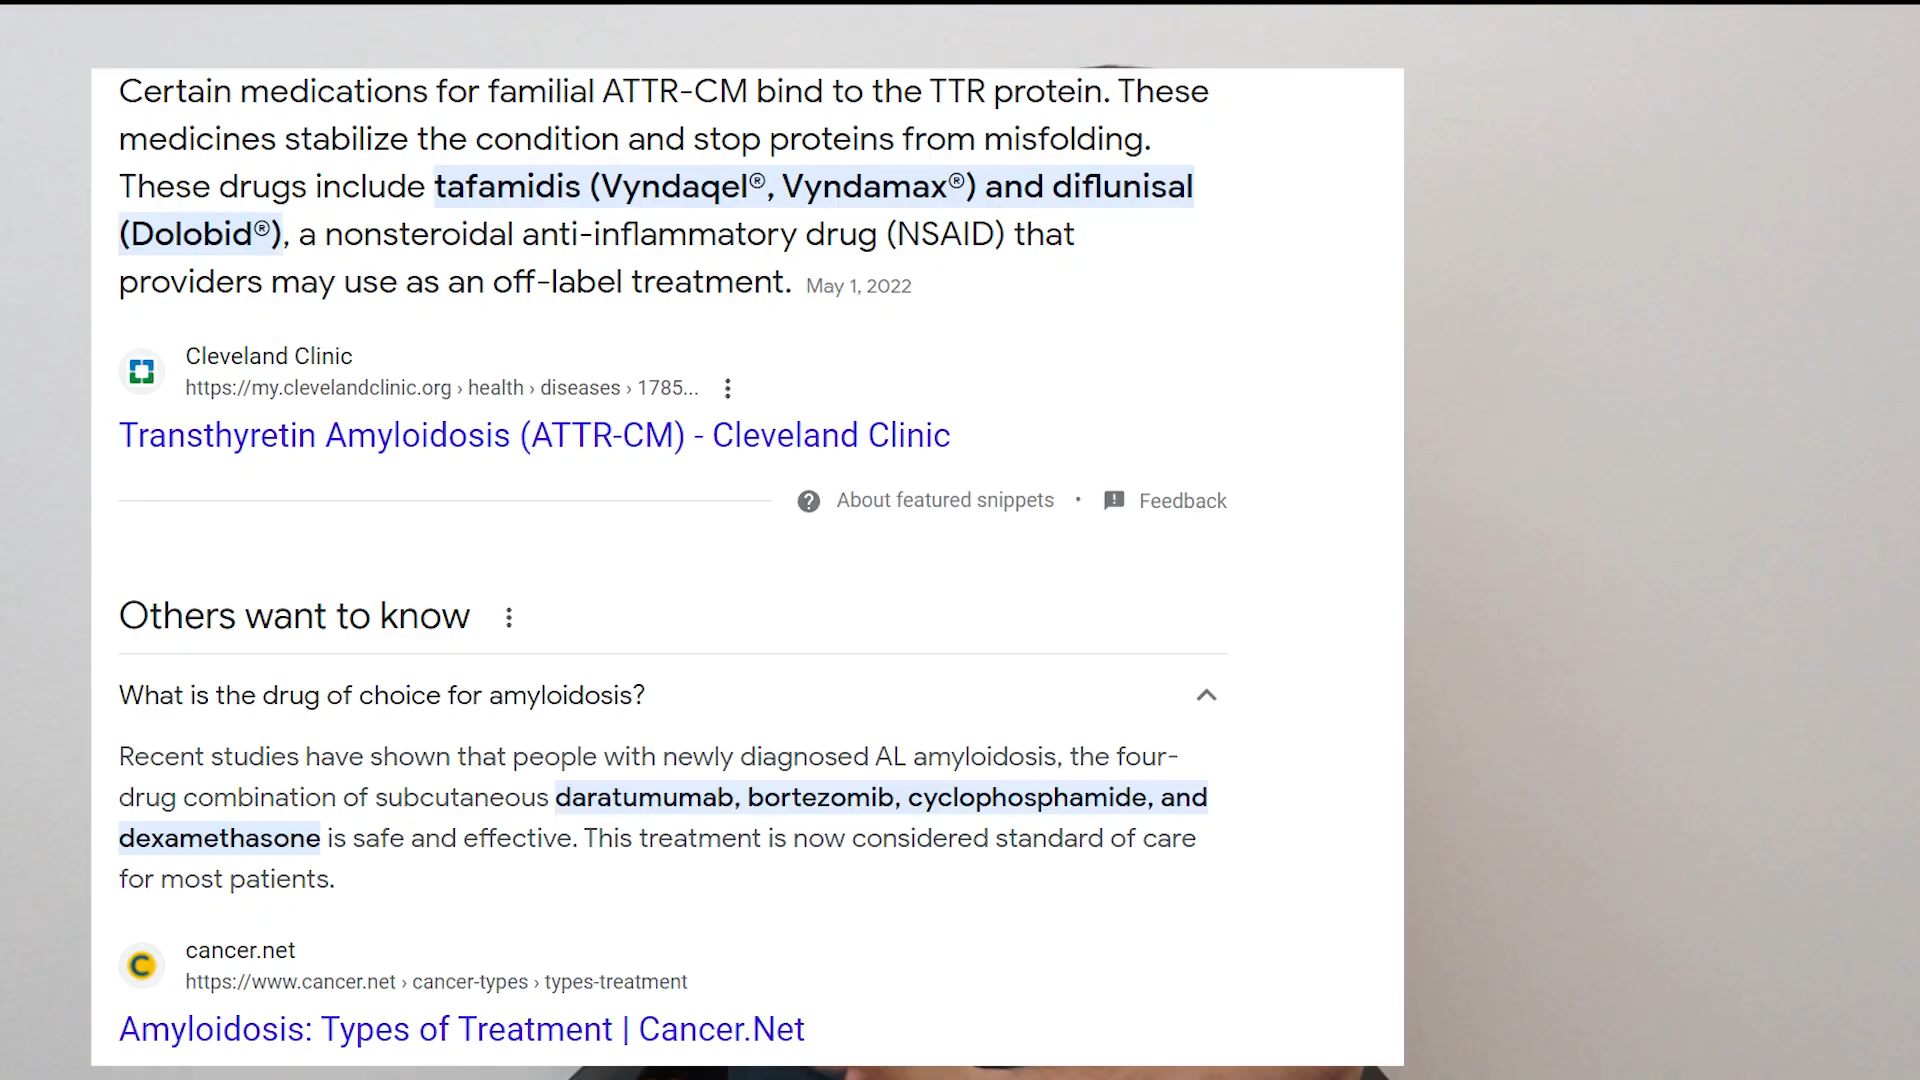 Certain medications for familial ATTR-CM bind to the TTR protein. These
medicines stabilize the condition and stop proteins from misfolding.
These drugs include tafamidis (Vyndaqel®, Vyndamax®) and diflunisal
(Dolobid®), a nonsteroidal anti-inflammatory drug (NSAID) that
providers may use as an off-label treatment. May 1, 2022
Cleveland Clinic
https://my.clevelandclinic.org › health › diseases › 1785...
Transthyretin Amyloidosis (ATTR-CM) - Cleveland Clinic
About featured snippets • Feedback
Others want to know
What is the drug of choice for amyloidosis?
Recent studies have shown that people with newly diagnosed AL amyloidosis, the four-
drug combination of subcutaneous daratumumab, bortezomib, cyclophosphamide, and
dexamethasone is safe and effective. This treatment is now considered standard of care
for most patients.
cancer.net
https://www.cancer.net › cancer-types › types-treatment
Amyloidosis: Types of Treatment | Cancer.Net